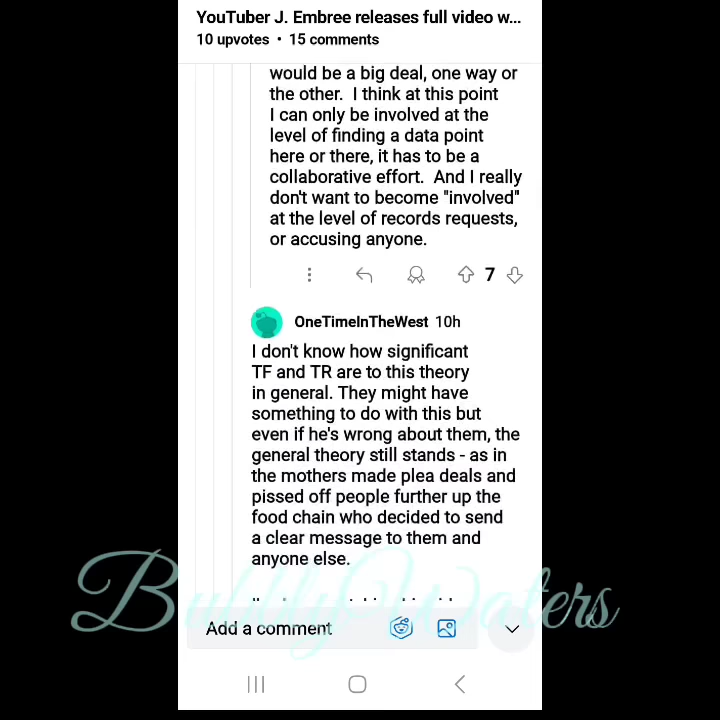 YouTuber J. Embree releases full video w...
10 upvotes • 15 comments
would be a big deal, one way or
the other. I think at this point
I can only be involved at the
level of finding a data point
here or there, it has to be a
collaborative effort. And I really
don't want to become "involved"
at the level of records requests,
or accusing anyone.
7
OneTimeInTheWest 10h
I don't know how significant
TF and TR are to this theory
in general. They might have
something to do with this but
even if he's wrong about them, the
general theory still stands - as in
the mothers made plea deals and
pissed off people further up the
food chain who decided to send
a clear message to them and
anyone else.
Add a comment